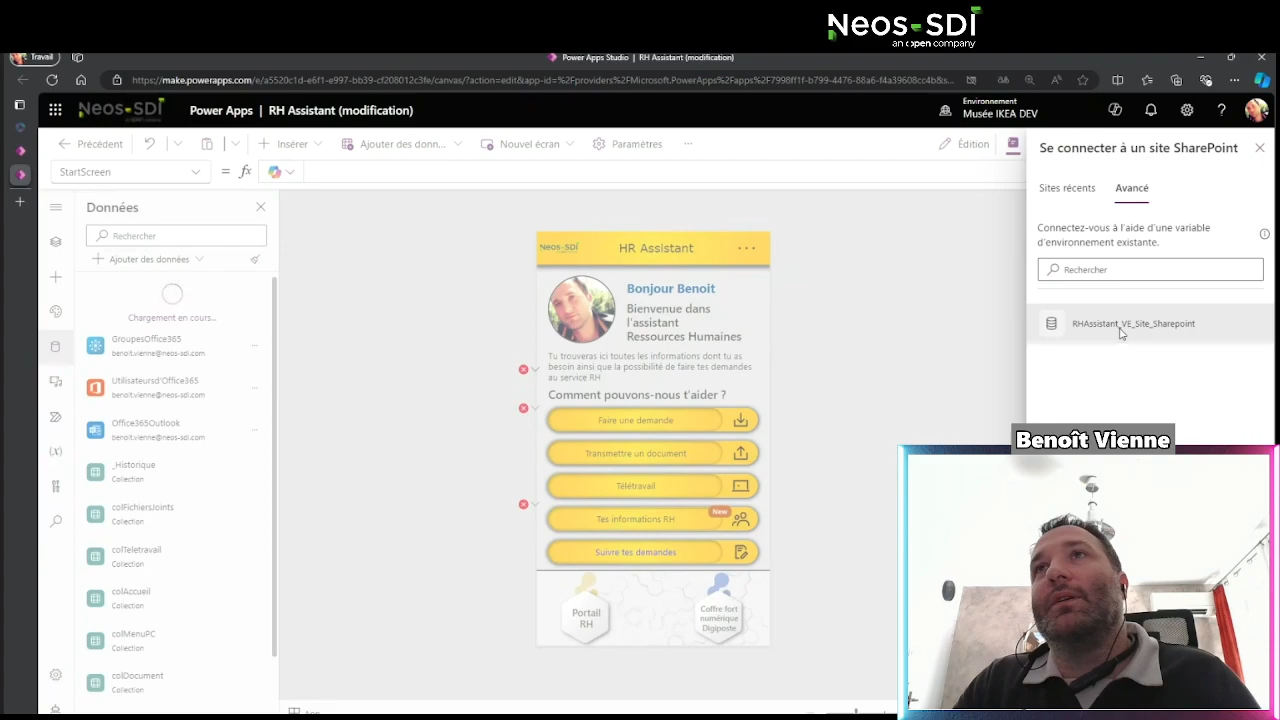 Neos-SDI
an open company
Travail
Power Apps Studio | RH Assistant (modification)
https://make.powerapps.com/e/a5520c1d-e6f1-e997-bb39-cf208012c3fe/canvas/?action=edit&app-id=%2Fproviders%2FMicrosoft.PowerApps%2Fapps%2F7998ff1f-b799-4476-88a6-f4a39608cc4b&s...
Neos-SDI
Power Apps | RH Assistant (modification)
Environnement
Musée IKEA DEV
Précédent
Insérer
Ajouter des donn...
Nouvel écran
Paramètres
...
Édition
StartScreen
= fx
Données
Rechercher
Ajouter des données
Chargement en cours...
GroupesOffice365
benoit.vienne@neos-sdi.com
Utilisateursd'Office365
benoit.vienne@neos-sdi.com
Office365Outlook
benoit.vienne@neos-sdi.com
_Historique
Collection
colFichiersJoints
Collection
colTeletravail
Collection
colAccueil
Collection
colMenuPC
Collection
colDocument
Collection
Neos-SDI
HR Assistant
...
Bonjour Benoit
Bienvenue dans
l'assistant
Ressources Humaines
Tu trouveras ici toutes les informations dont tu as
besoin ainsi que la possibilité de faire tes demandes
au service RH
Comment pouvons-nous t'aider ?
Faire une demande
Transmettre un document
Télétravail
Tes informations RH
New
Suivre tes demandes
Portail
RH
Coffre fort
numérique
Digiposte
App
Se connecter à un site SharePoint
Sites récents
Avancé
Connectez-vous à l'aide d'une variable
d'environnement existante.
Rechercher
RHAssistant_VE_Site_Sharepoint
Benoît Vienne